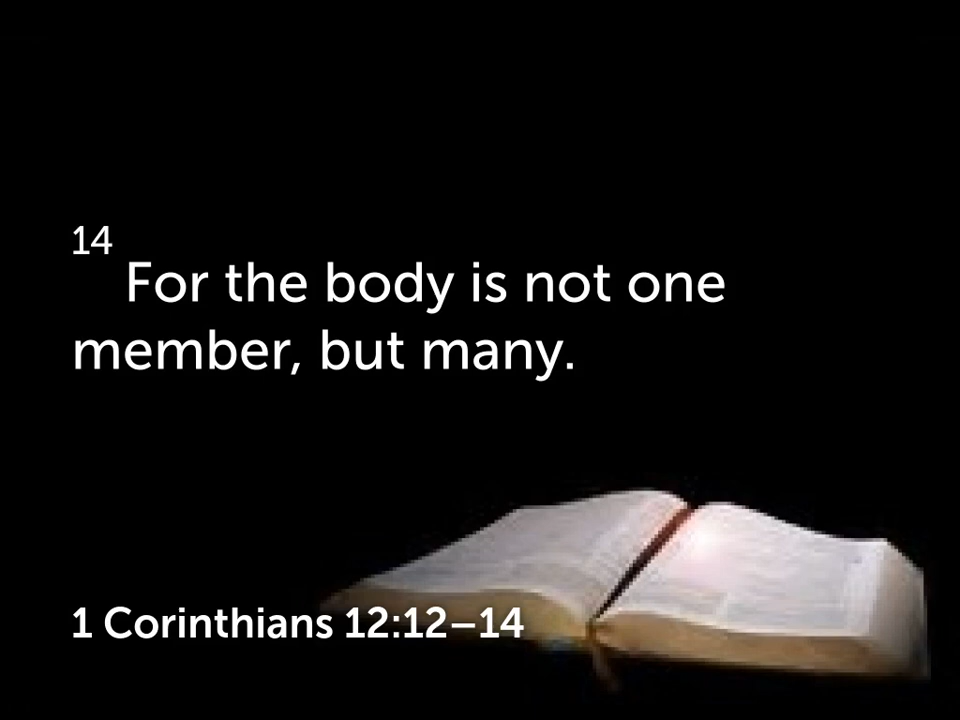 14
For the body is not one
member, but many.
1 Corinthians 12:12–14